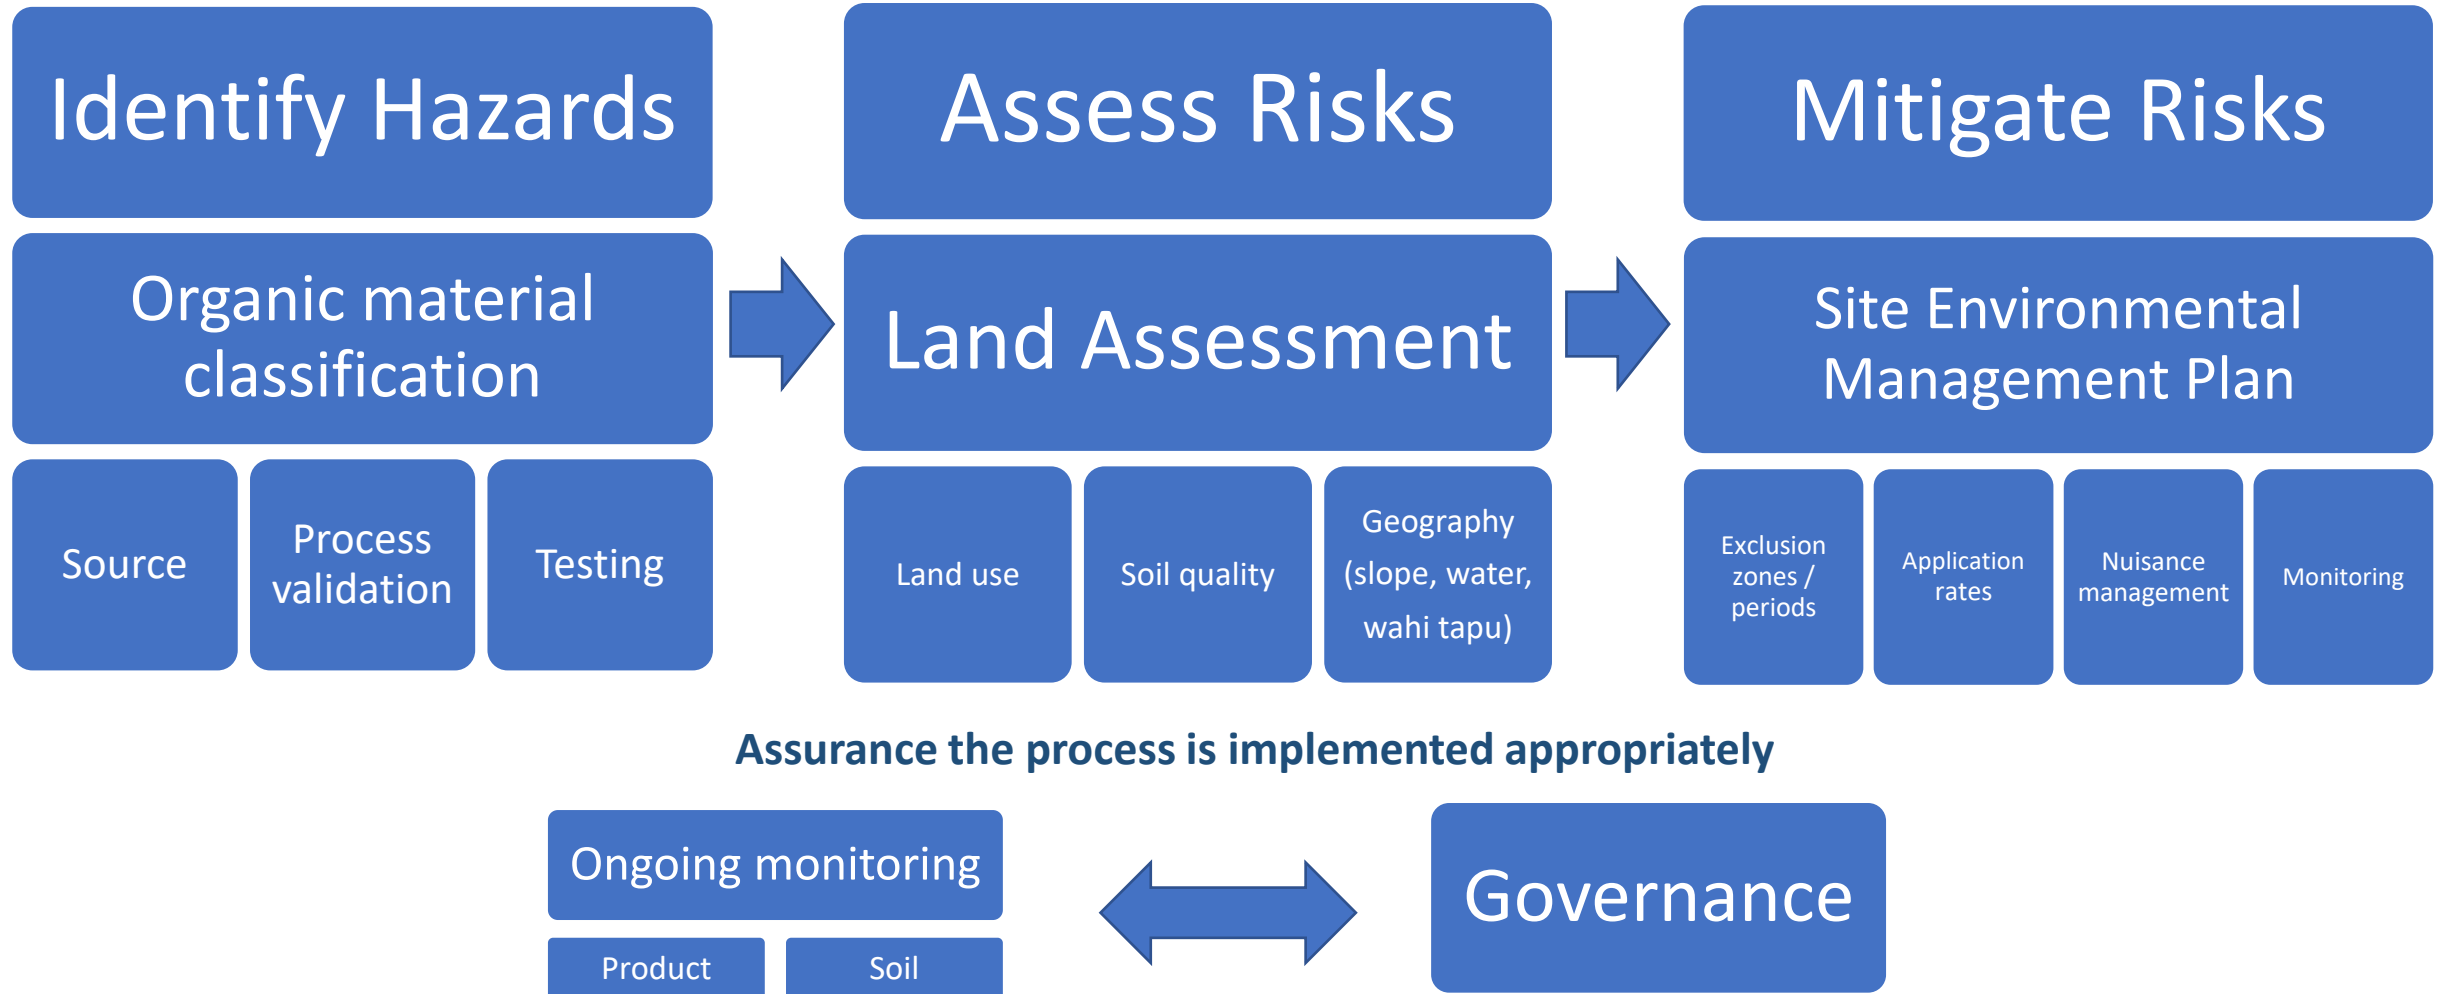 Identify Hazards
Organic material
classification
Source
Process
validation
Testing
Assess Risks
Land Assessment
Land use
Soil quality
Geography
(slope, water,
wahi tapu)
Mitigate Risks
Site Environmental
Management Plan
Exclusion
zones /
periods
Application
rates
Nuisance
management
Monitoring
Assurance the process is implemented appropriately
Ongoing monitoring
Product
Soil
Governance